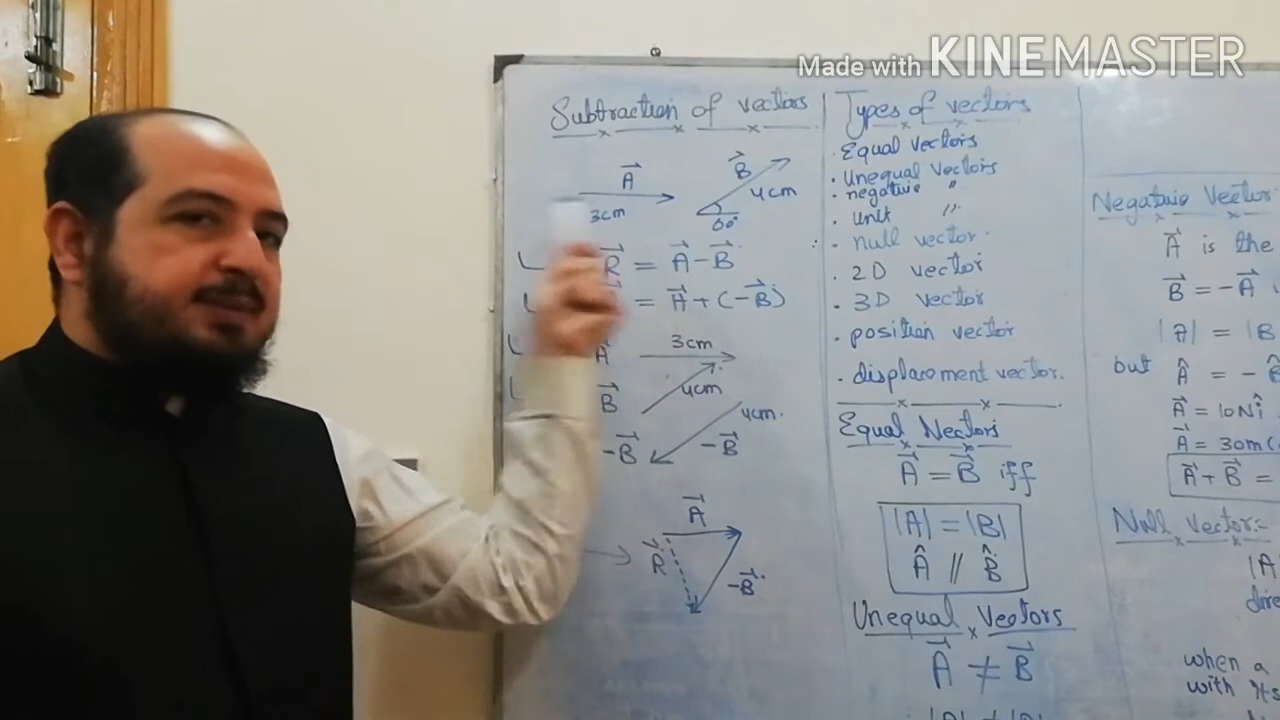 Made with KINEMASTER
Subtraction of vectors
A⃗
3cm
B⃗
4cm
60°
R⃗ = A⃗ - B⃗
= A⃗ + (-B⃗)
A⃗
3cm
B⃗
4cm
-B⃗
4cm.
-B⃗
A⃗
R⃗
-B⃗
Types of vectors
. Equal vectors
. Unequal vectors
. negative "
. Unit "
. null vector.
. 2D vector
. 3D vector
. position vector
. displacement vector.
Equal Vectors
A⃗ = B⃗ iff
|A| = |B|
Â // B̂
Unequal Vectors
A⃗ ≠ B⃗
Negative Vector
A⃗ is the
B⃗ = -A⃗
|A| = |B
but Â = -B̂
A⃗ = 10Nî
A⃗ = 30m(
A⃗ + B⃗ =
Null Vector:-
|A
dire
when a
with its